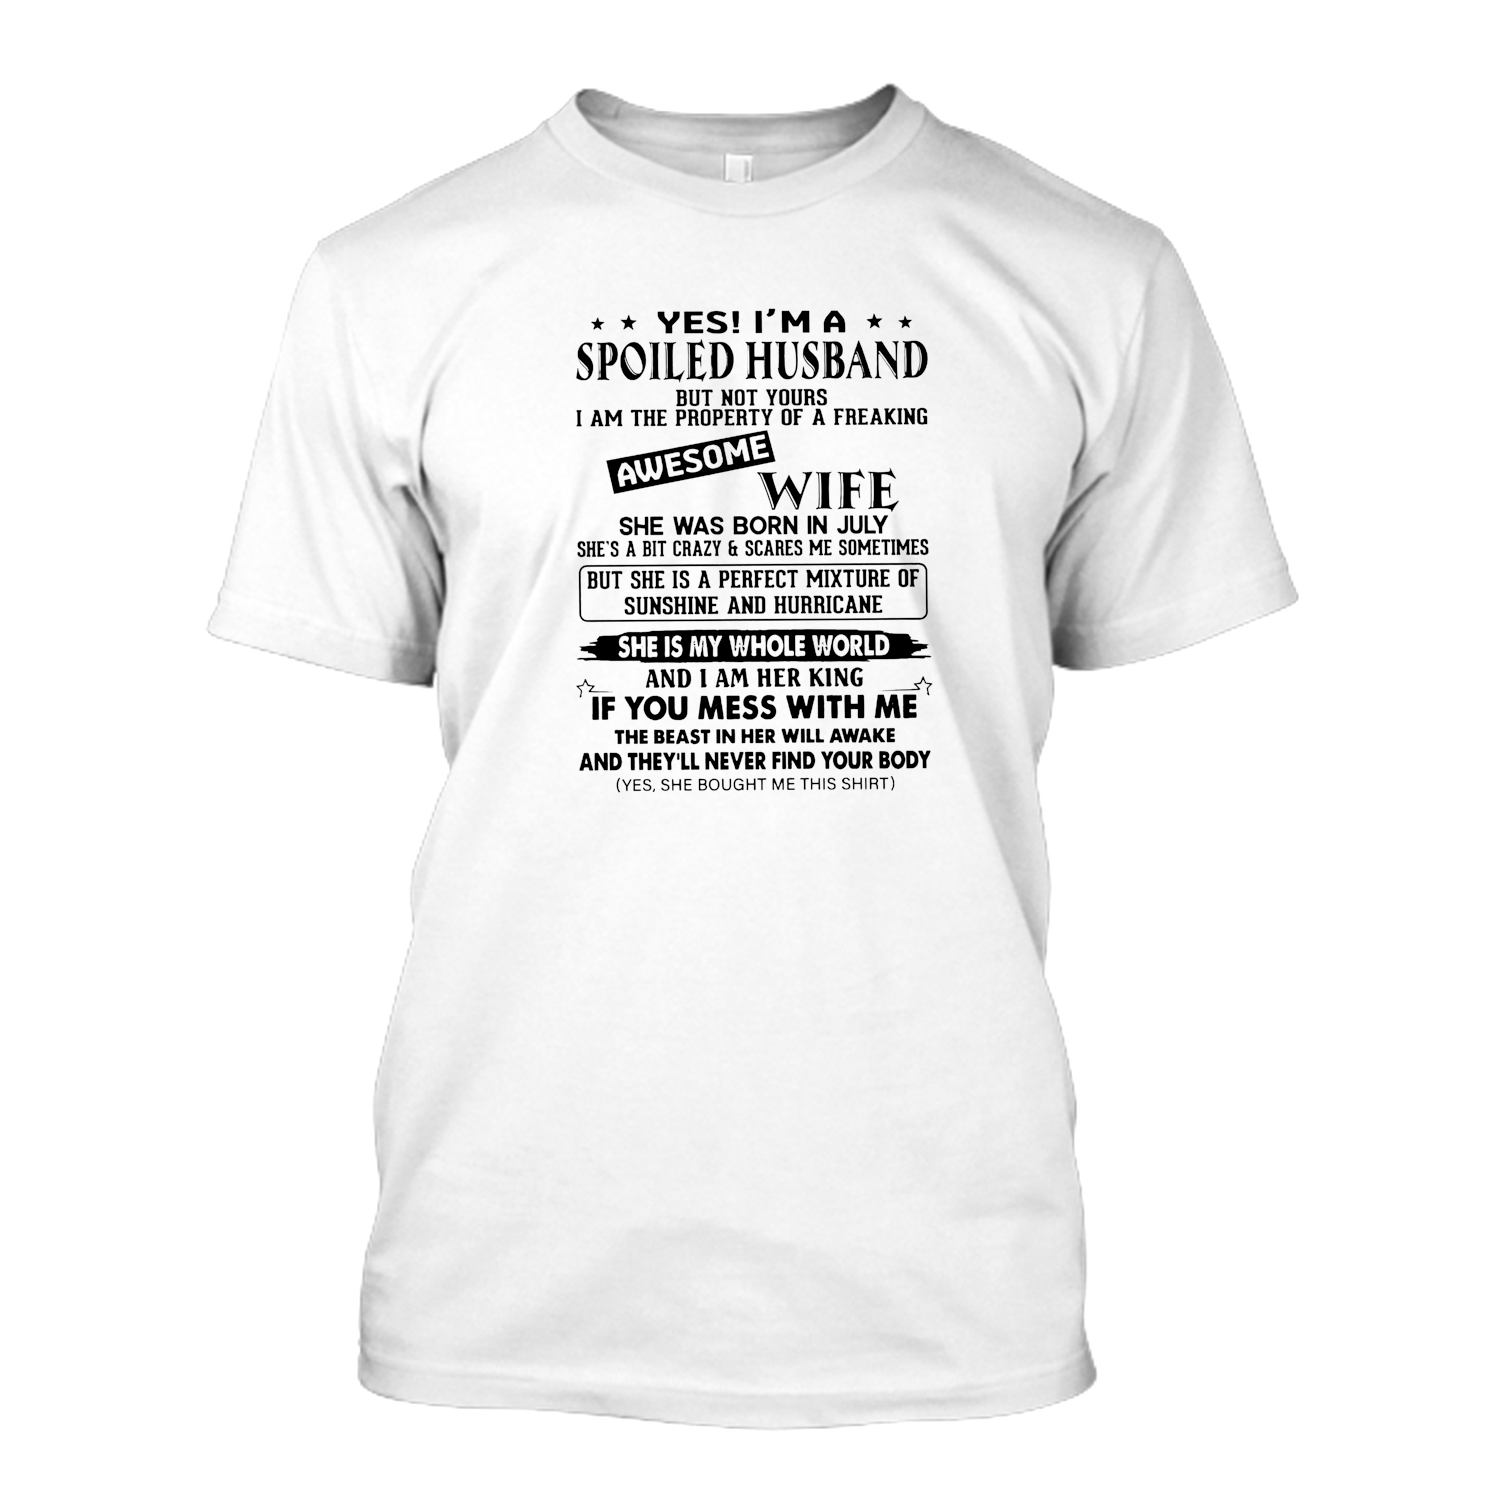 YES! I'M A
SPOILED HUSBAND
BUT NOT YOURS
I AM THE PROPERTY OF A FREAKING
AWESOME
WIFE
SHE WAS BORN IN JULY
SHE'S A BIT CRAZY & SCARES ME SOMETIMES
BUT SHE IS A PERFECT MIXTURE OF
SUNSHINE AND HURRICANE
SHE IS MY WHOLE WORLD
AND I AM HER KING
IF YOU MESS WITH ME
THE BEAST IN HER WILL AWAKE
AND THEY'LL NEVER FIND YOUR BODY
(YES, SHE BOUGHT ME THIS SHIRT)